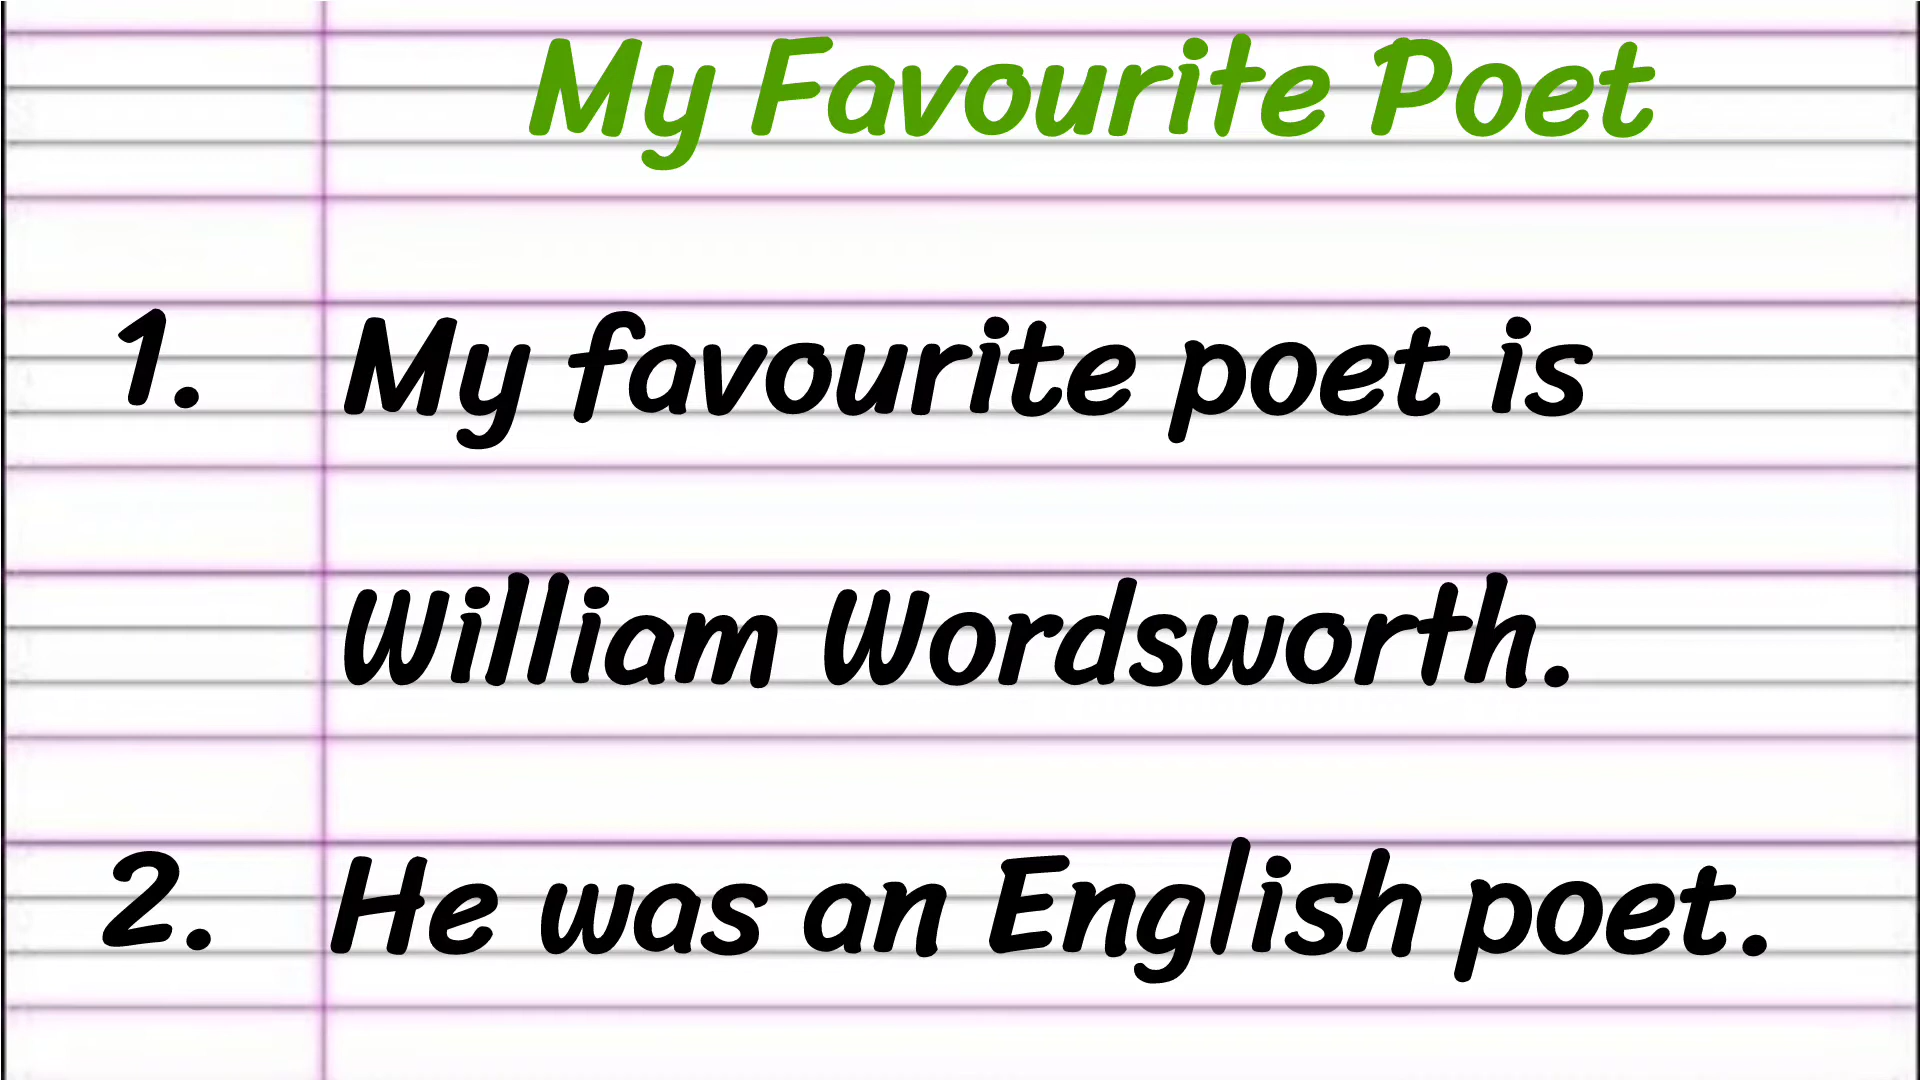 My Favourite Poet
1. My favourite poet is
William Wordsworth.
2. He was an English poet.